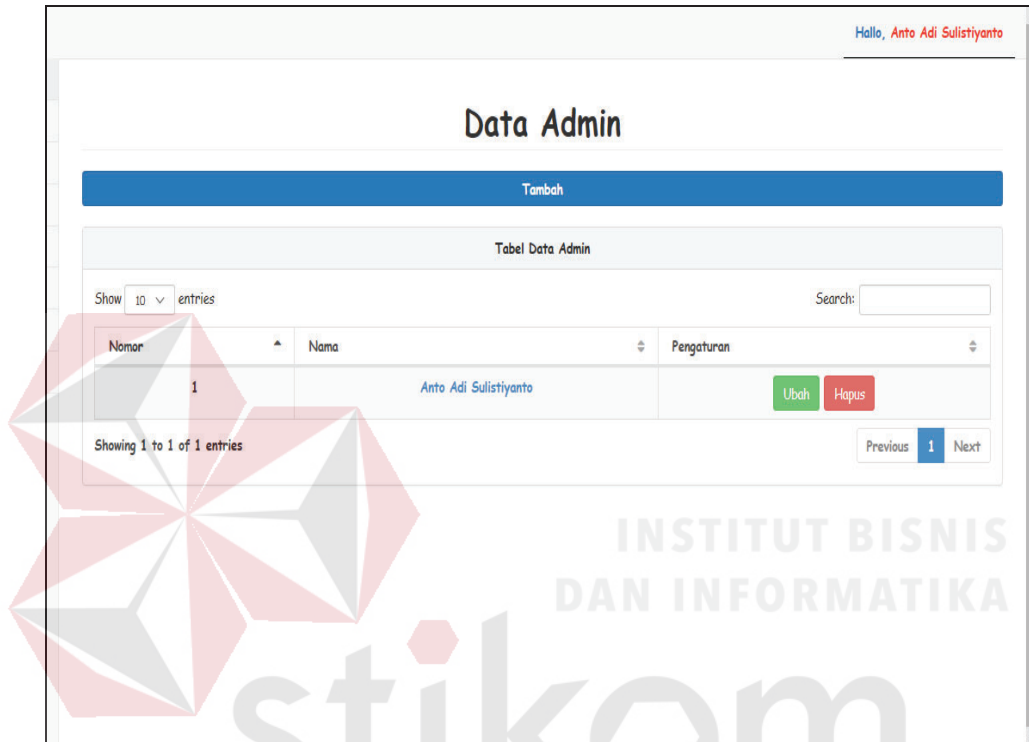 Hallo, Anto Adi Sulistiyanto
Data Admin
Tambah
Tabel Data Admin
Show 10 entries Search:
Nomor Nama Pengaturan
1 Anto Adi Sulistiyanto Ubah Hapus
Showing 1 to 1 of 1 entries Previous 1 Next
INSTITUT BISNIS
DAN INFORMATIKA
stikom